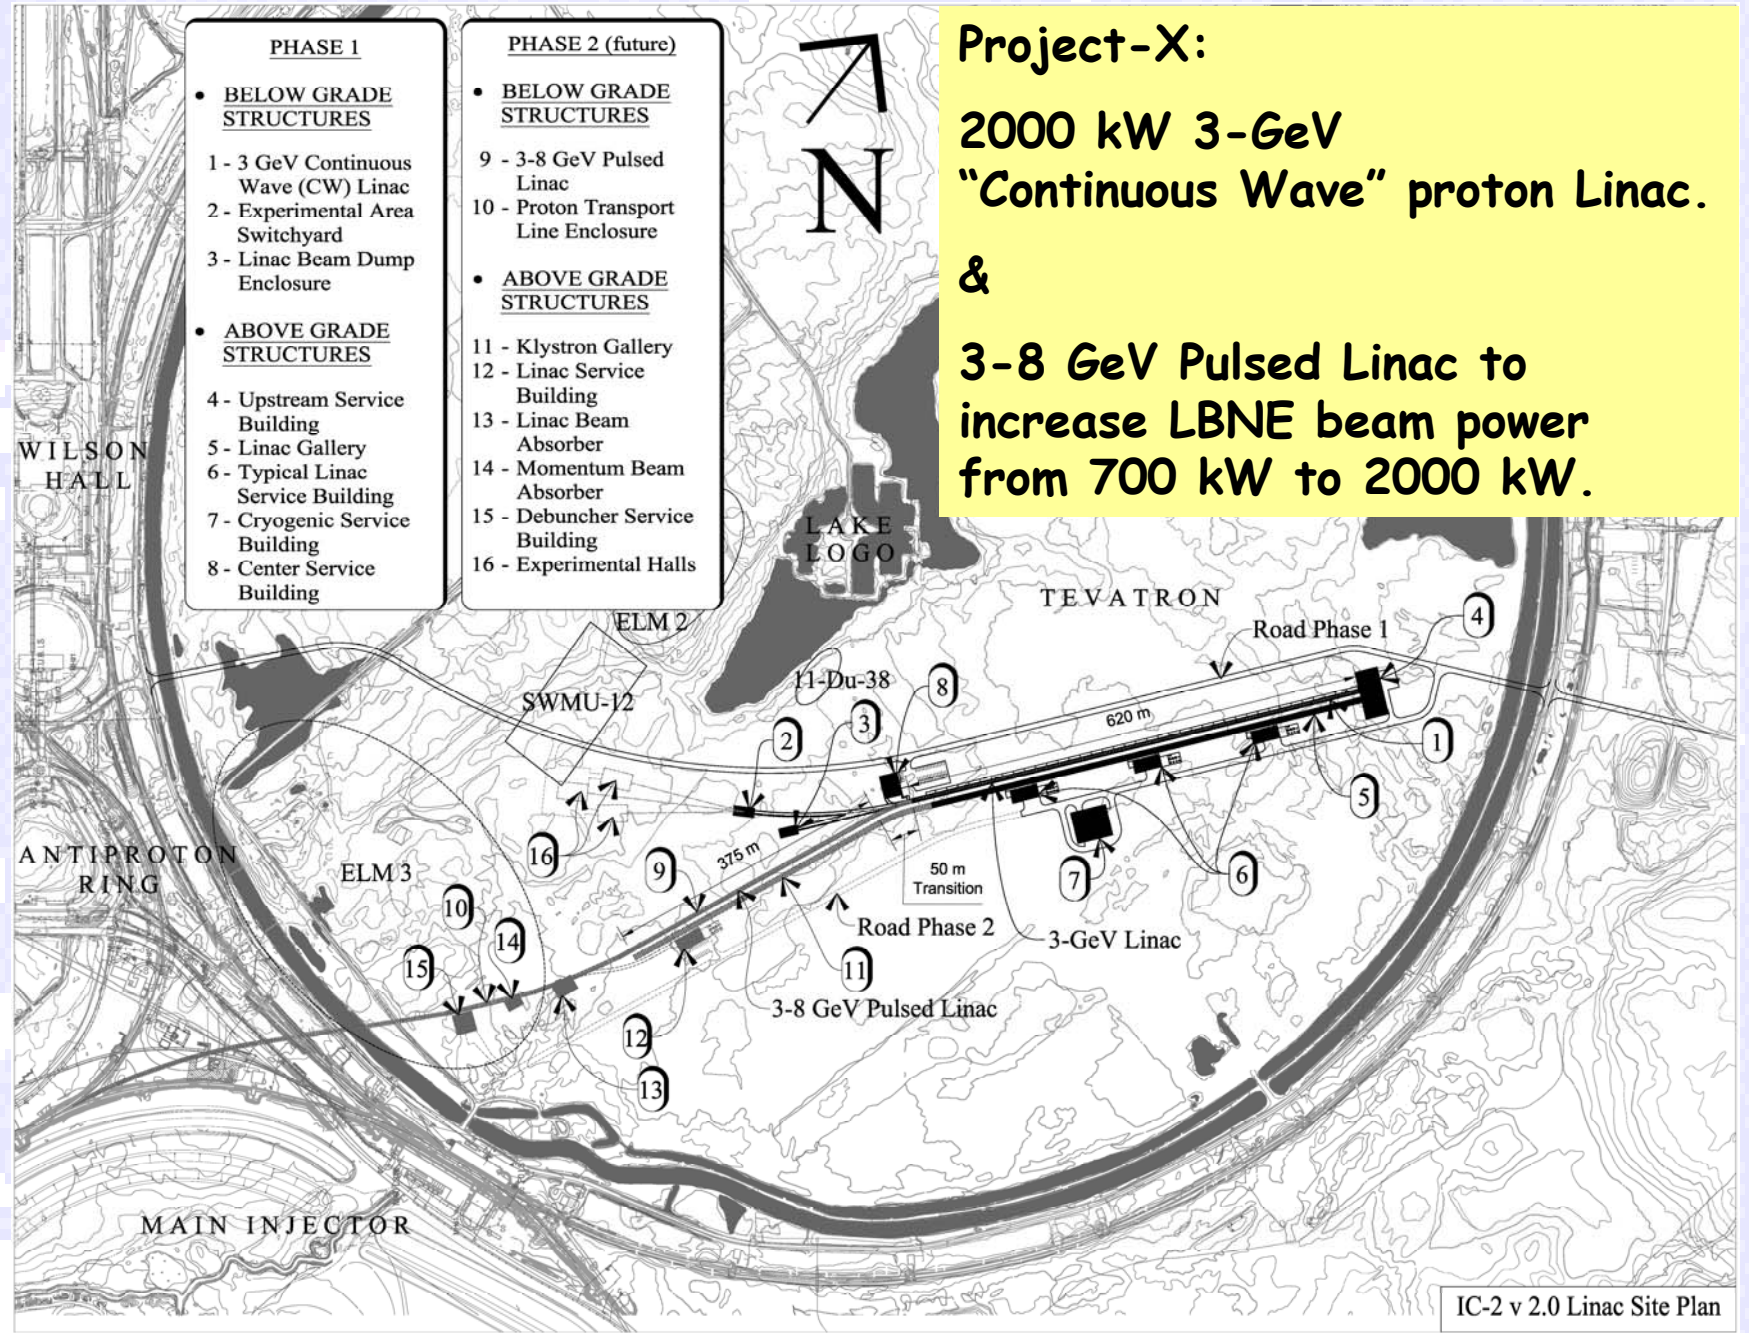 PHASE 1
• BELOW GRADE
STRUCTURES
1 - 3 GeV Continuous
Wave (CW) Linac
2 - Experimental Area
Switchyard
3 - Linac Beam Dump
Enclosure
• ABOVE GRADE
STRUCTURES
4 - Upstream Service
Building
5 - Linac Gallery
6 - Typical Linac
Service Building
7 - Cryogenic Service
Building
8 - Center Service
Building
PHASE 2 (future)
• BELOW GRADE
STRUCTURES
9 - 3-8 GeV Pulsed
Linac
10 - Proton Transport
Line Enclosure
• ABOVE GRADE
STRUCTURES
11 - Klystron Gallery
12 - Linac Service
Building
13 - Linac Beam
Absorber
14 - Momentum Beam
Absorber
15 - Debuncher Service
Building
16 - Experimental Halls
N
Project-X:
2000 kW 3-GeV
“Continuous Wave” proton Linac.
&
3-8 GeV Pulsed Linac to
increase LBNE beam power
from 700 kW to 2000 kW.
WILSON
HALL
LAKE
LOGO
TEVATRON
ELM 2
Road Phase 1
4
11-Du-38
8
SWMU-12
620 m
2
3
1
5
ANTIPROTON
RING
ELM 3
16
375 m
9
50 m
Transition
7
6
10
Road Phase 2
14
3-GeV Linac
15
11
3-8 GeV Pulsed Linac
12
13
MAIN INJECTOR
IC-2 v 2.0 Linac Site Plan